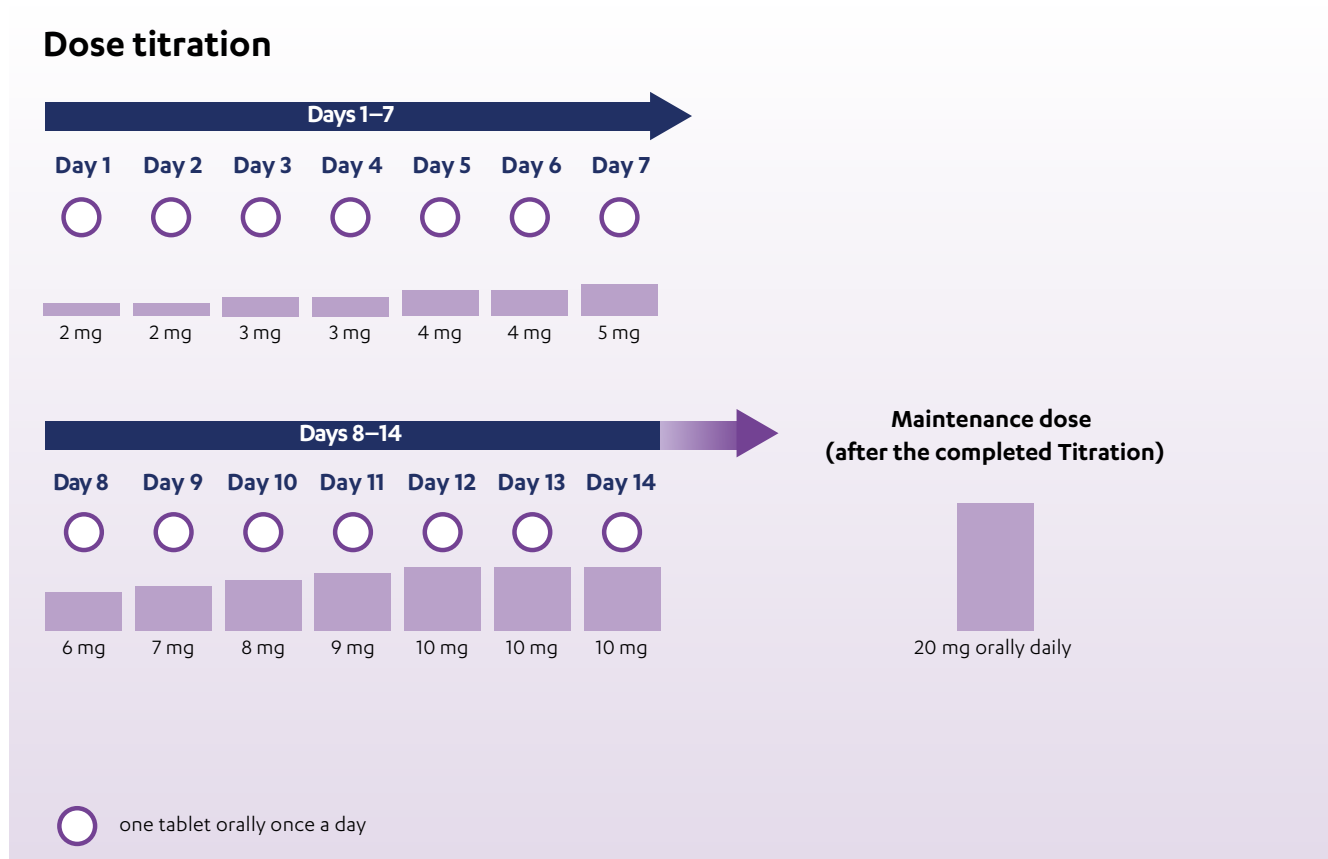 Dose titration
Days 1–7
Day 1 Day 2 Day 3 Day 4 Day 5 Day 6 Day 7
2 mg 2 mg 3 mg 3 mg 4 mg 4 mg 5 mg
Days 8–14
Day 8 Day 9 Day 10 Day 11 Day 12 Day 13 Day 14
6 mg 7 mg 8 mg 9 mg 10 mg 10 mg 10 mg
Maintenance dose
(after the completed Titration)
20 mg orally daily
one tablet orally once a day